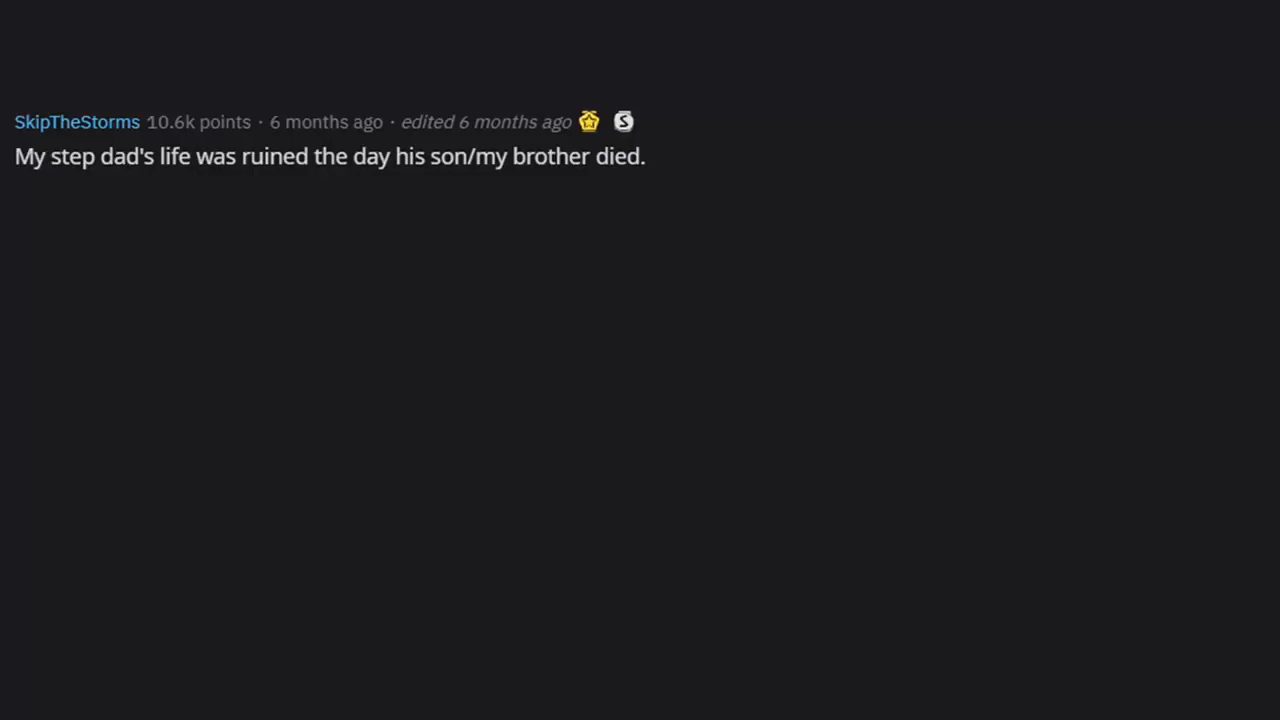 SkipTheStorms 10.6k points · 6 months ago · edited 6 months ago S
My step dad's life was ruined the day his son/my brother died.